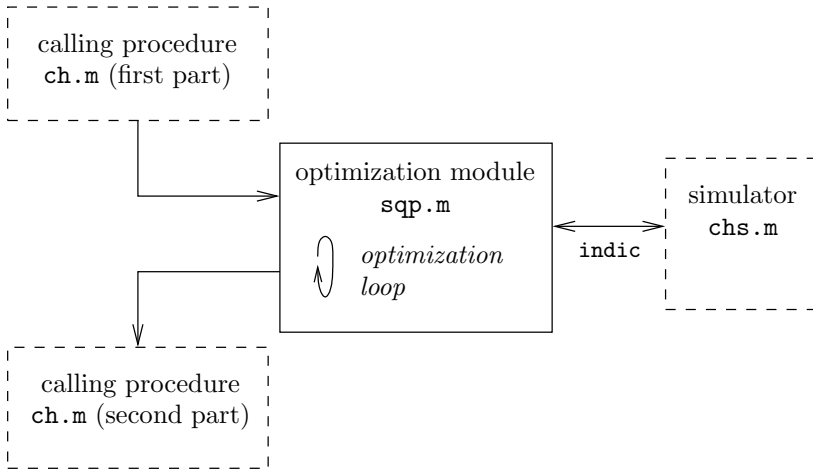 calling procedure
ch.m (first part)
optimization module
sqp.m
optimization
loop
indic
simulator
chs.m
calling procedure
ch.m (second part)